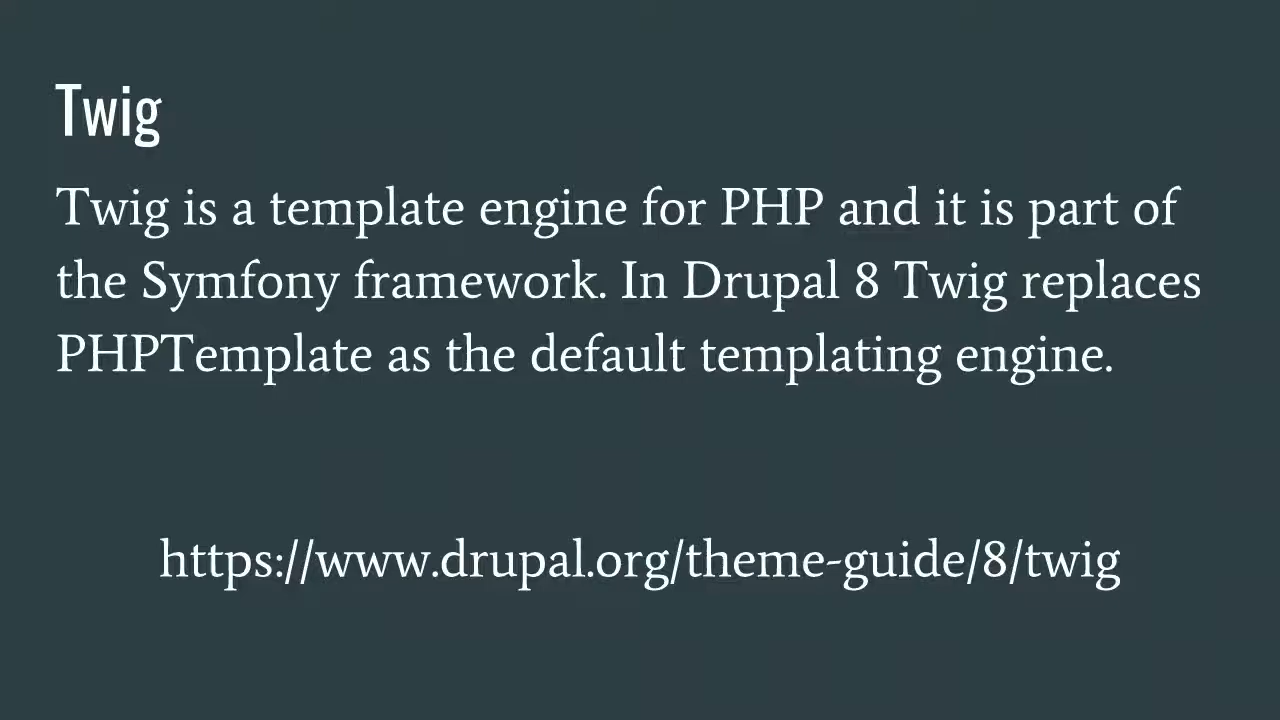 Twig
Twig is a template engine for PHP and it is part of
the Symfony framework. In Drupal 8 Twig replaces
PHPTemplate as the default templating engine.
https://www.drupal.org/theme-guide/8/twig